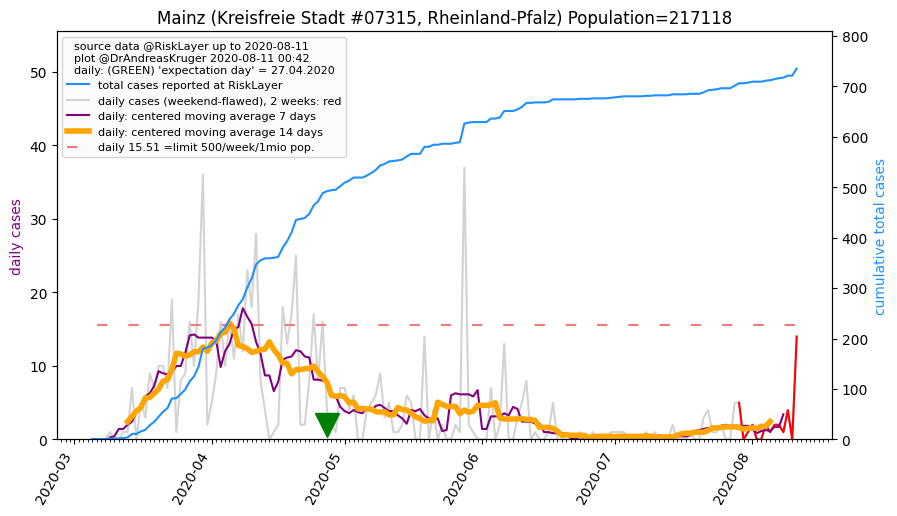 Mainz (Kreisfreie Stadt #07315, Rheinland-Pfalz) Population=217118
source data @RiskLayer up to 2020-08-11
plot @DrAndreasKruger 2020-08-11 00:42
daily: (GREEN) 'expectation day' = 27.04.2020
total cases reported at RiskLayer
daily cases (weekend-flawed), 2 weeks: red
daily: centered moving average 7 days
daily: centered moving average 14 days
daily 15.51 =limit 500/week/1mio pop.
daily cases
50
40
30
20
10
0
800
700
600
500
400
300
200
100
0
cumulative total cases
2020-03
2020-04
2020-05
2020-06
2020-07
2020-08